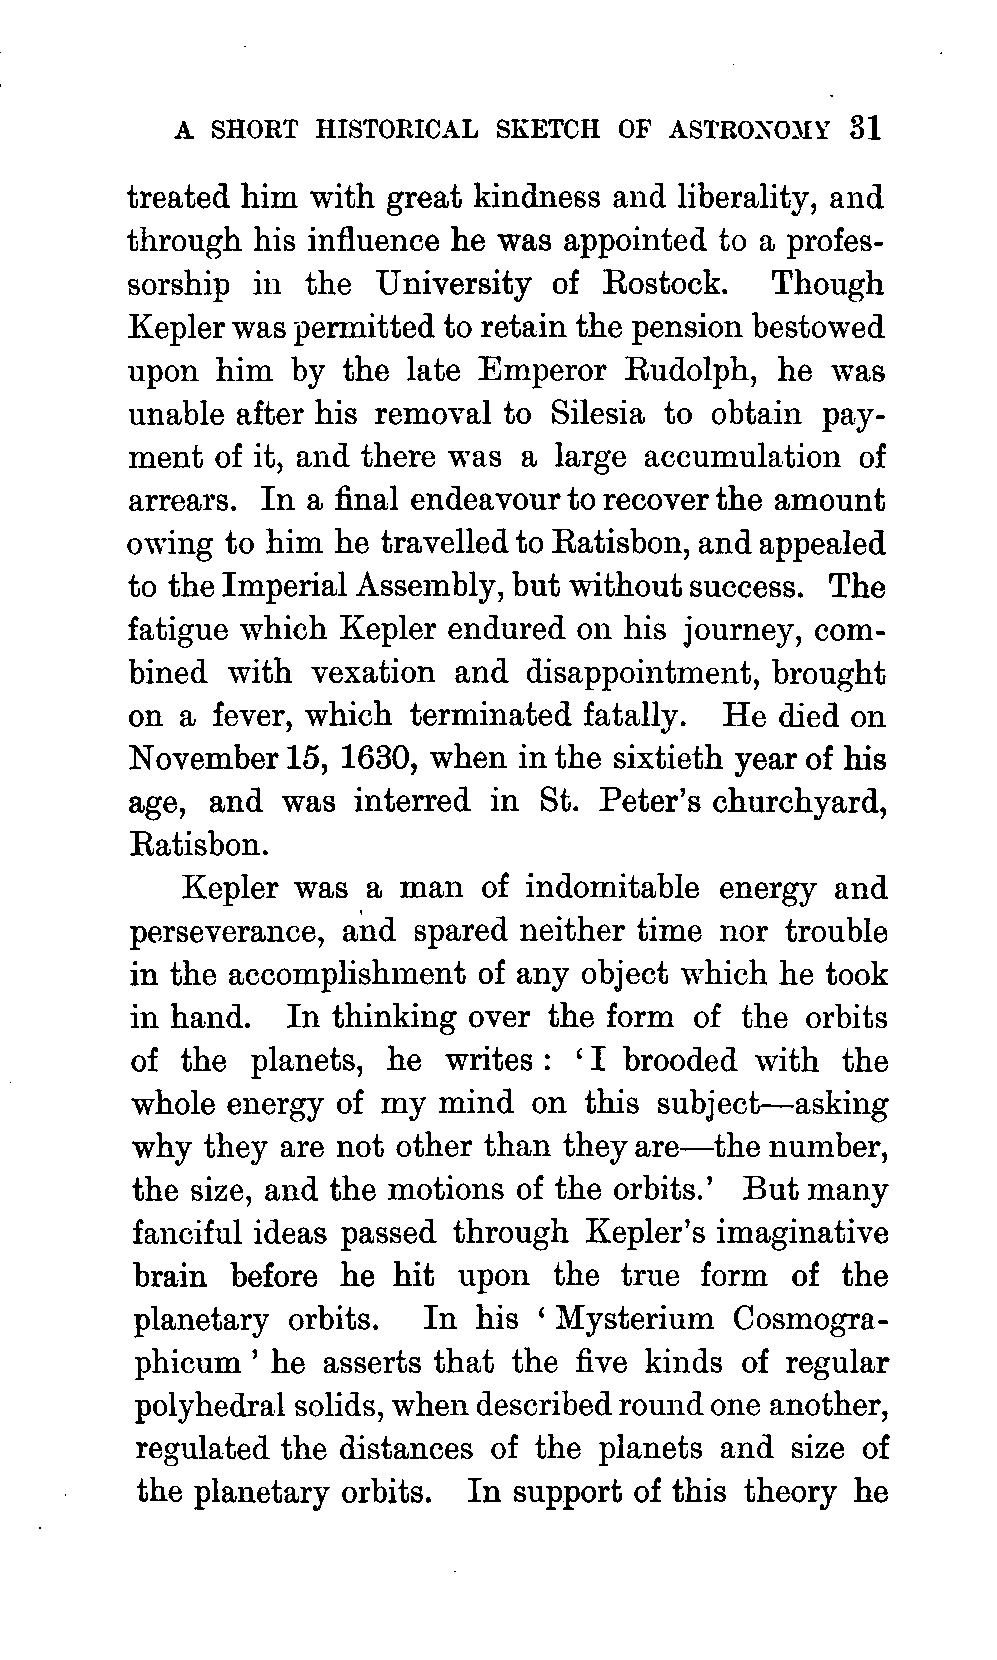 A SHORT HISTORICAL SKETCH OF ASTRONOMY 31
treated him with great kindness and liberality, and
through his influence he was appointed to a profes-
sorship in the University of Rostock. Though
Kepler was permitted to retain the pension bestowed
upon him by the late Emperor Rudolph, he was
unable after his removal to Silesia to obtain pay-
ment of it, and there was a large accumulation of
arrears. In a final endeavour to recover the amount
owing to him he travelled to Ratisbon, and appealed
to the Imperial Assembly, but without success. The
fatigue which Kepler endured on his journey, com-
bined with vexation and disappointment, brought
on a fever, which terminated fatally. He died on
November 15, 1630, when in the sixtieth year of his
age, and was interred in St. Peter's churchyard,
Ratisbon.
Kepler was a man of indomitable energy and
perseverance, and spared neither time nor trouble
in the accomplishment of any object which he took
in hand. In thinking over the form of the orbits
of the planets, he writes : ‘I brooded with the
whole energy of my mind on this subject—asking
why they are not other than they are—the number,
the size, and the motions of the orbits.’ But many
fanciful ideas passed through Kepler's imaginative
brain before he hit upon the true form of the
planetary orbits. In his ‘ Mysterium Cosmogra-
phicum ’ he asserts that the five kinds of regular
polyhedral solids, when described round one another,
regulated the distances of the planets and size of
the planetary orbits. In support of this theory he